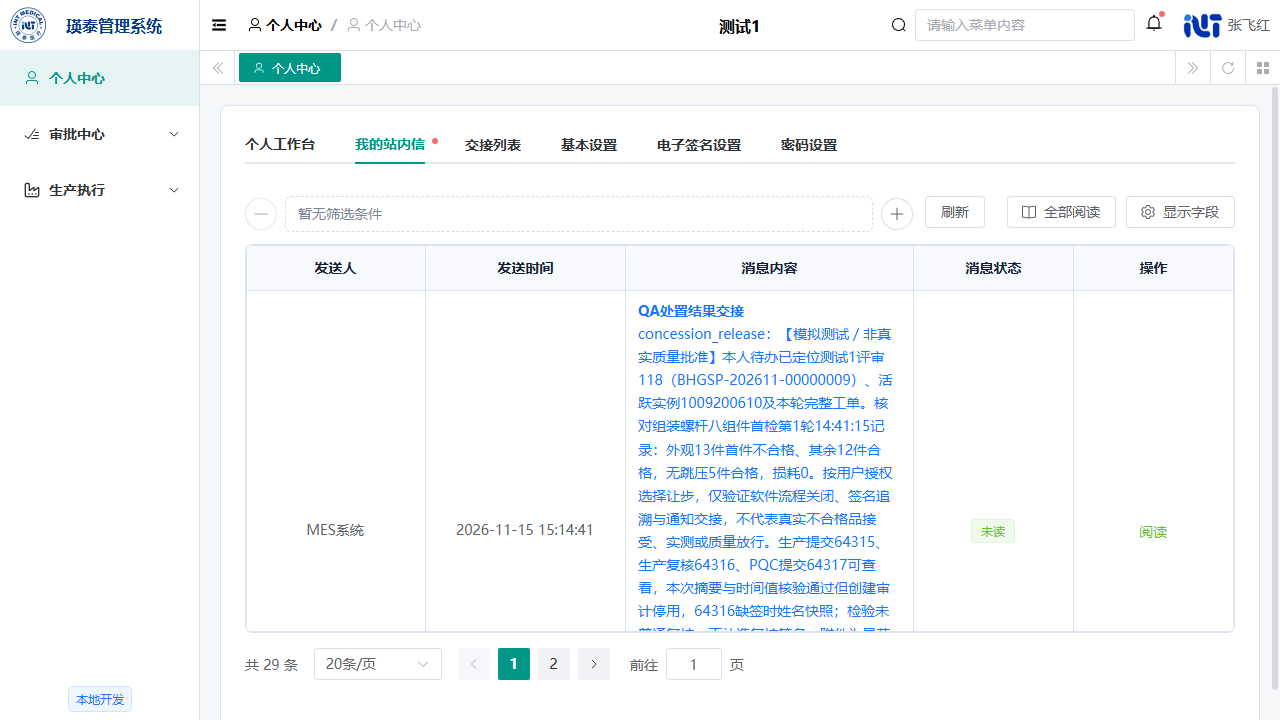 瑛泰管理系统
个人中心 / 个人中心
测试1
请输入菜单内容
张飞红
个人中心
个人中心
审批中心
生产执行
个人工作台
我的站内信
交接列表
基本设置
电子签名设置
密码设置
暂无筛选条件
刷新
全部阅读
显示字段
发送人
发送时间
消息内容
消息状态
操作
MES系统
2026-11-15 15:14:41
QA处置结果交接
concession_release：【模拟测试 / 非真
实质量批准】本人待办已定位测试1评审
118（BHGSP-202611-00000009）、活
跃实例1009200610及本轮完整工单。核
对组装螺杆八组件首检第1轮14:41:15记
录：外观13件首件不合格、其余12件合
格，无跳压5件合格，损耗0。按用户授权
选择让步，仅验证软件流程关闭、签名追
溯与通知交接，不代表真实不合格品接
受、实测或质量放行。生产提交64315、
生产复核64316、PQC提交64317可查
看，本次摘要与时间值核验通过但创建审
计停用，64316缺签时姓名快照；检验未
未读
阅读
共 29 条
20条/页
1
2
前往
1
页
本地开发